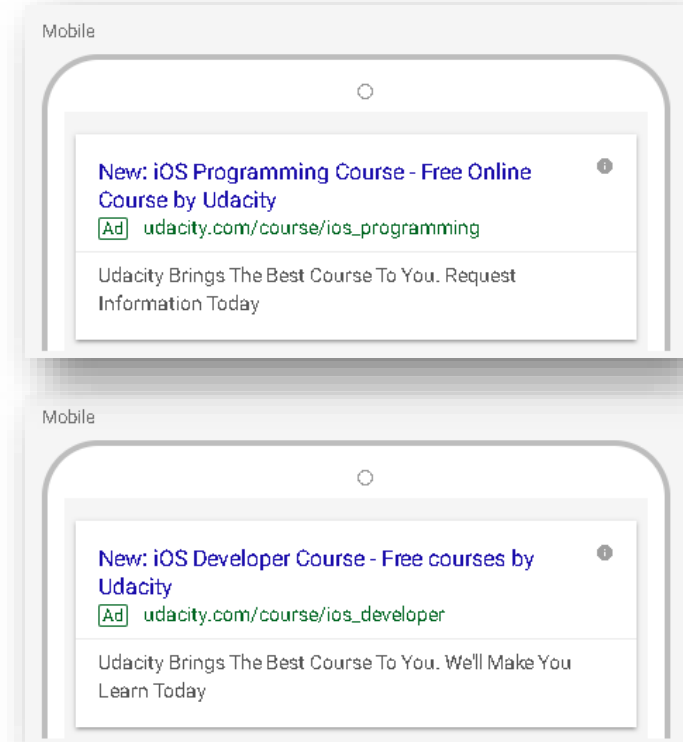 Mobile
New: iOS Programming Course - Free Online
Course by Udacity
Ad udacity.com/course/ios_programming
Udacity Brings The Best Course To You. Request
Information Today
Mobile
New: iOS Developer Course - Free courses by
Udacity
Ad udacity.com/course/ios_developer
Udacity Brings The Best Course To You. We'll Make You
Learn Today